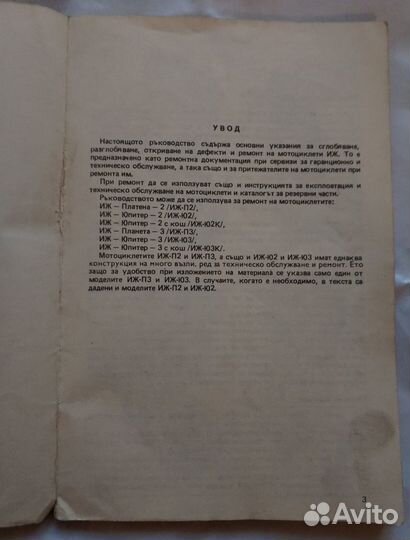 УВОД
Настоящото ръководство съдържа основни указания за сглобяване,
разглобяване, откриване на дефекти и ремонт на мотоциклети ИЖ. То е
предназначено като ремонтна документация при сервизи за гаранционно и
техническо обслужване, а така също и за притежателите на мотоциклети при
ремонта им.
При ремонт да се използуват също и инструкцията за експлоатация и
техническо обслужване на мотоциклети и каталогът за резервни части.
Ръководството може да се използува за ремонт на мотоциклетите:
ИЖ — Платена — 2 /ИЖ-П2/,
ИЖ — Юпитер — 2 /ИЖ-Ю2/,
ИЖ — Юпитер — 2 с кош /ИЖ-Ю2К/,
ИЖ — Планета — 3 /ИЖ-П3/,
ИЖ — Юпитер — 3 /ИЖ-Ю3/,
ИЖ — Юпитер — 3 с кош /ИЖ-Ю3К/.
Мотоциклетите ИЖ-П2 и ИЖ-П3, а също и ИЖ-Ю2 и ИЖ-Ю3 имат еднаква
конструкция на много възли, ред за техническо обслужване и ремонт. Ето
защо за удобство при изложението на материала се указва само един от
моделите ИЖ-П3 и ИЖ-Ю3. В случаите, когато е необходимо, в текста са
дадени и моделите ИЖ-П2 и ИЖ-Ю2.
3
Avito